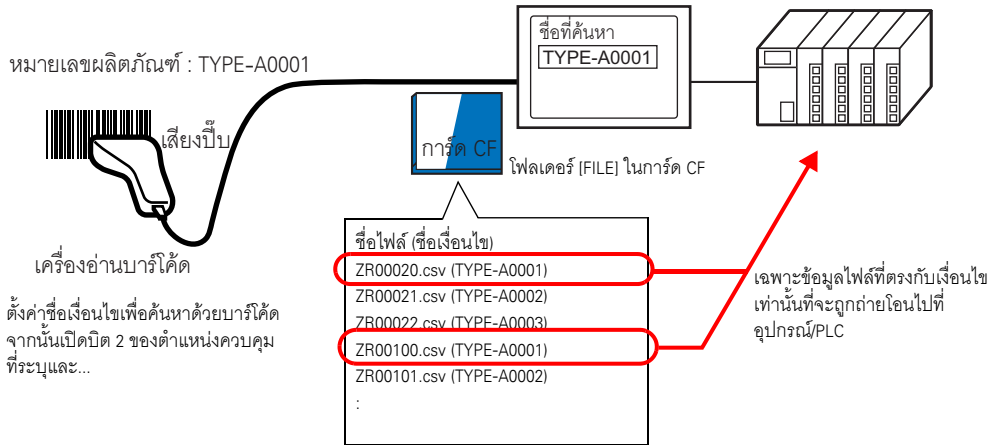 หมายเลขผลิตภัณฑ์ : TYPE-A0001
เสียงปี๊บ
เครื่องอ่านบาร์โค้ด
ตั้งค่าชื่อเงื่อนไขเพื่อค้นหาด้วยบาร์โค้ด
จากนั้นเปิดบิต 2 ของตำแหน่งควบคุม
ที่ระบุและ...
ชื่อที่ค้นหา
TYPE-A0001
การ์ด CF
โฟลเดอร์ [FILE] ในการ์ด CF
ชื่อไฟล์ (ชื่อเงื่อนไข)
ZR00020.csv (TYPE-A0001)
ZR00021.csv (TYPE-A0002)
ZR00022.csv (TYPE-A0003)
ZR00100.csv (TYPE-A0001)
ZR00101.csv (TYPE-A0002)
:
เฉพาะข้อมูลไฟล์ที่ตรงกับเงื่อนไข
เท่านั้นที่จะถูกถ่ายโอนไปที่
อุปกรณ์/PLC